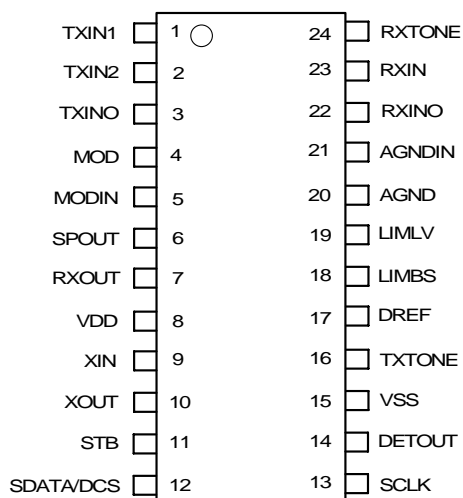 TXIN1 1 24 RXTONE
TXIN2 2 23 RXIN
TXINO 3 22 RXINO
MOD 4 21 AGNDIN
MODIN 5 20 AGND
SPOUT 6 19 LIMLV
RXOUT 7 18 LIMBS
VDD 8 17 DREF
XIN 9 16 TXTONE
XOUT 10 15 VSS
STB 11 14 DETOUT
SDATA/DCS 12 13 SCLK